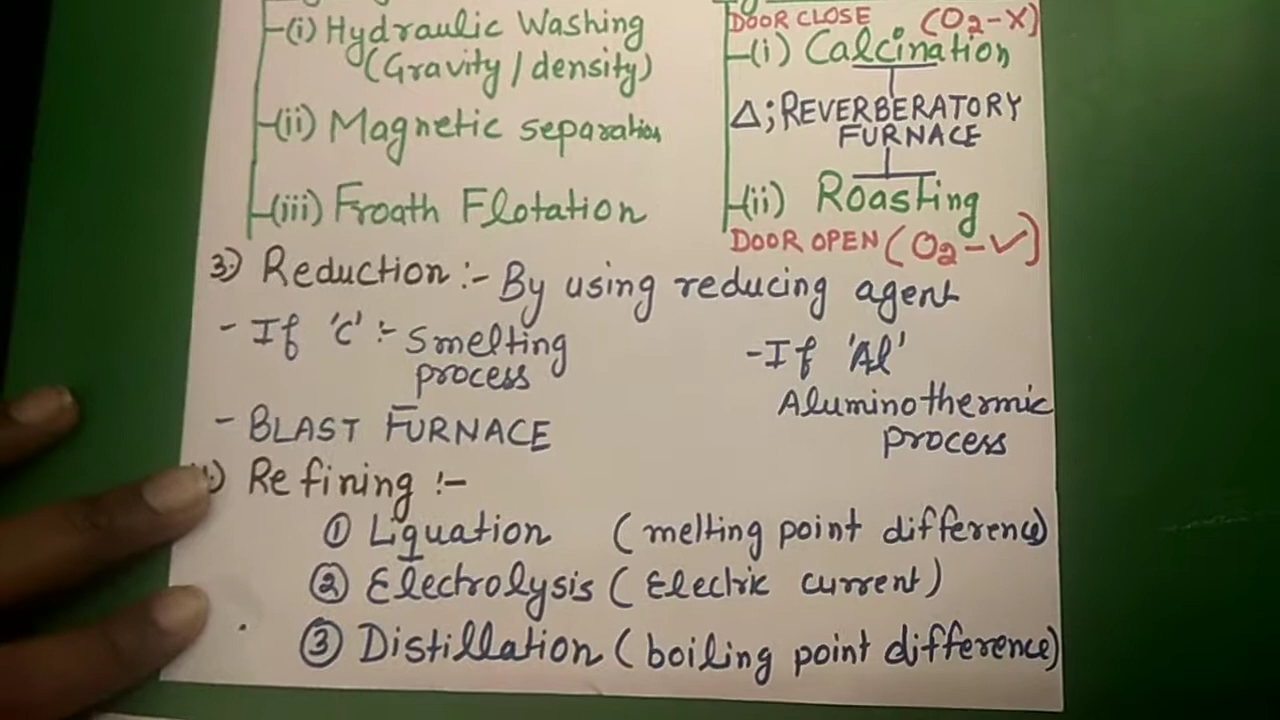 (i) Hydraulic Washing
(Gravity / density)
(ii) Magnetic separation
(iii) Froath Flotation
DOOR CLOSE (O2-X)
(i) Calcination
Δ; REVERBERATORY
FURNACE
(ii) Roasting
DOOR OPEN (O2-✓)
3.) Reduction :- By using reducing agent
- If 'C' :- Smelting
process
- BLAST FURNACE
- If 'Al'
Aluminothermic
process
Refining :-
① Liquation (melting point difference)
② Electrolysis (Electric current)
③ Distillation (boiling point difference)